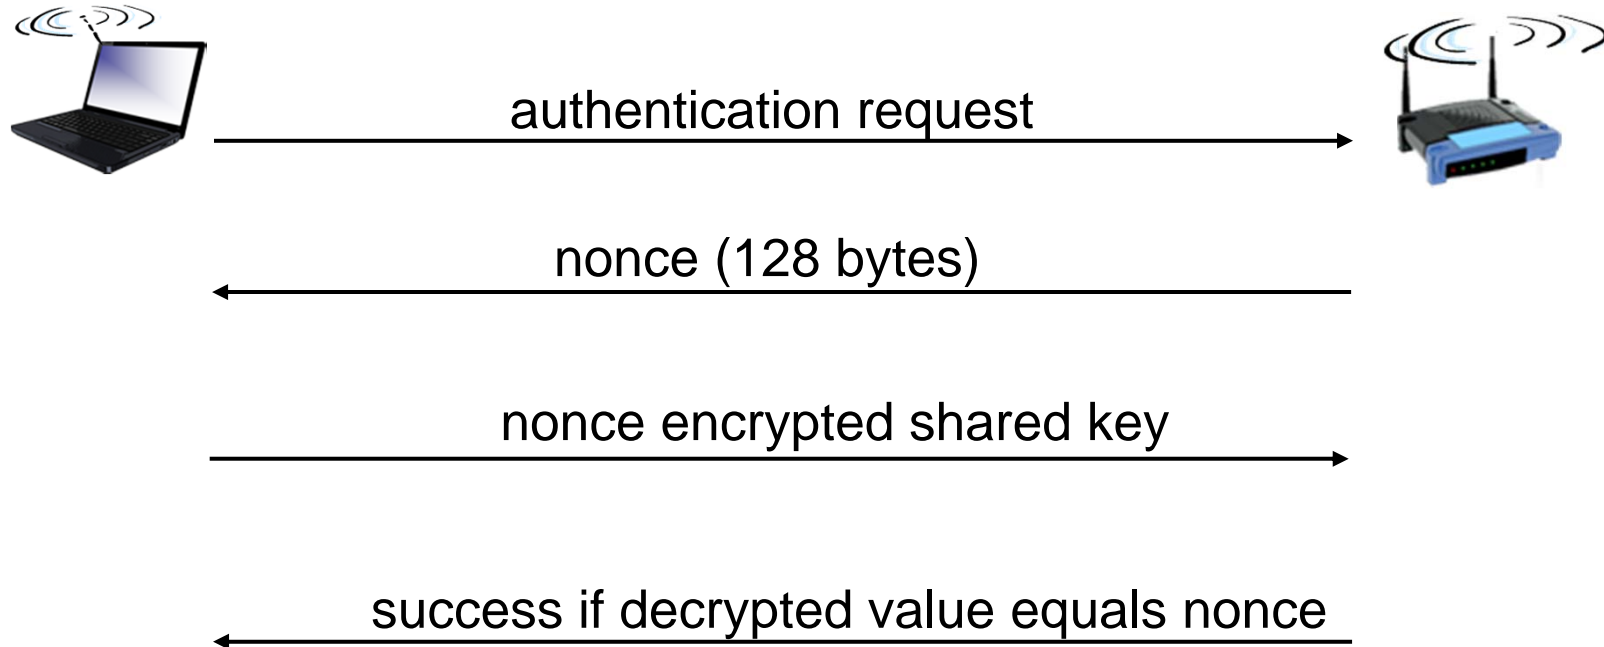 authentication request
nonce (128 bytes)
nonce encrypted shared key
success if decrypted value equals nonce